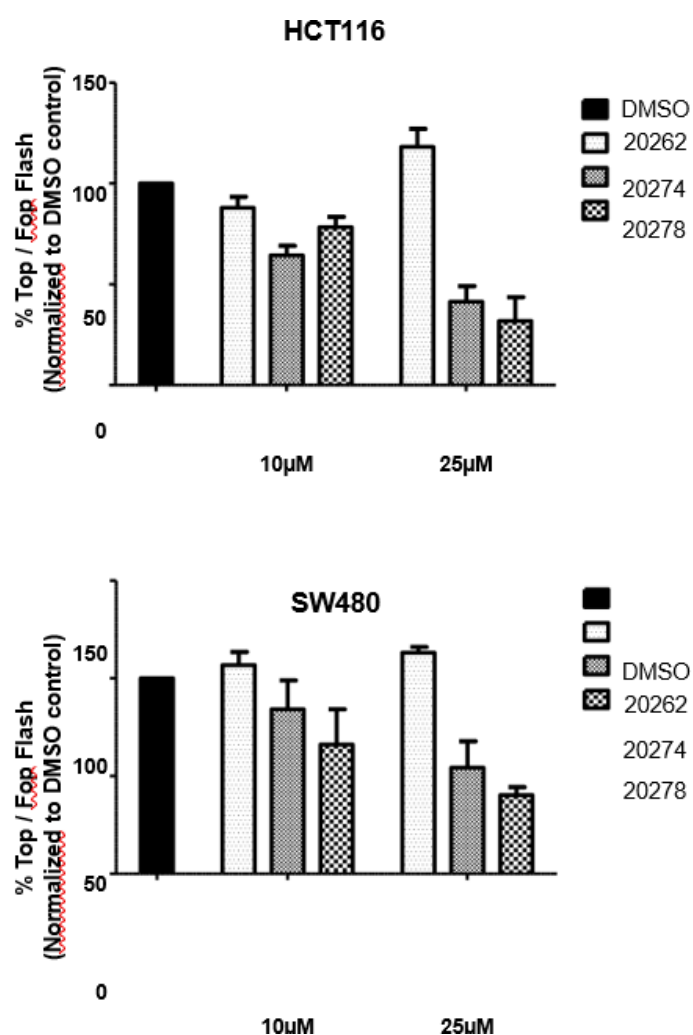 HCT116
% Top / Fop Flash
(Normalized to DMSO control)
150
100
50
0
10µM
25µM
DMSO
20262
20274
20278
SW480
% Top / Fop Flash
(Normalized to DMSO control)
150
100
50
0
10µM
25µM
DMSO
20262
20274
20278